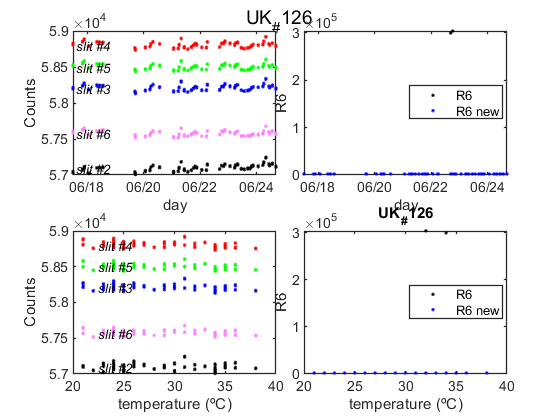 UK_#126
×10^4
5.9
5.85
5.8
5.75
5.7
Counts
slit #4
slit #5
slit #3
slit #6
slit #2
06/18 06/20 06/22 06/24
day
×10^5
3
2
1
0
R6
R6
R6 new
06/18 06/20 06/22 06/24
day
×10^4
5.9
5.85
5.8
5.75
5.7
Counts
slit #4
slit #5
slit #3
slit #6
slit #2
20 25 30 35 40
temperature (ºC)
UK_#126
×10^5
3
2
1
0
R6
R6
R6 new
20 25 30 35 40
temperature (ºC)